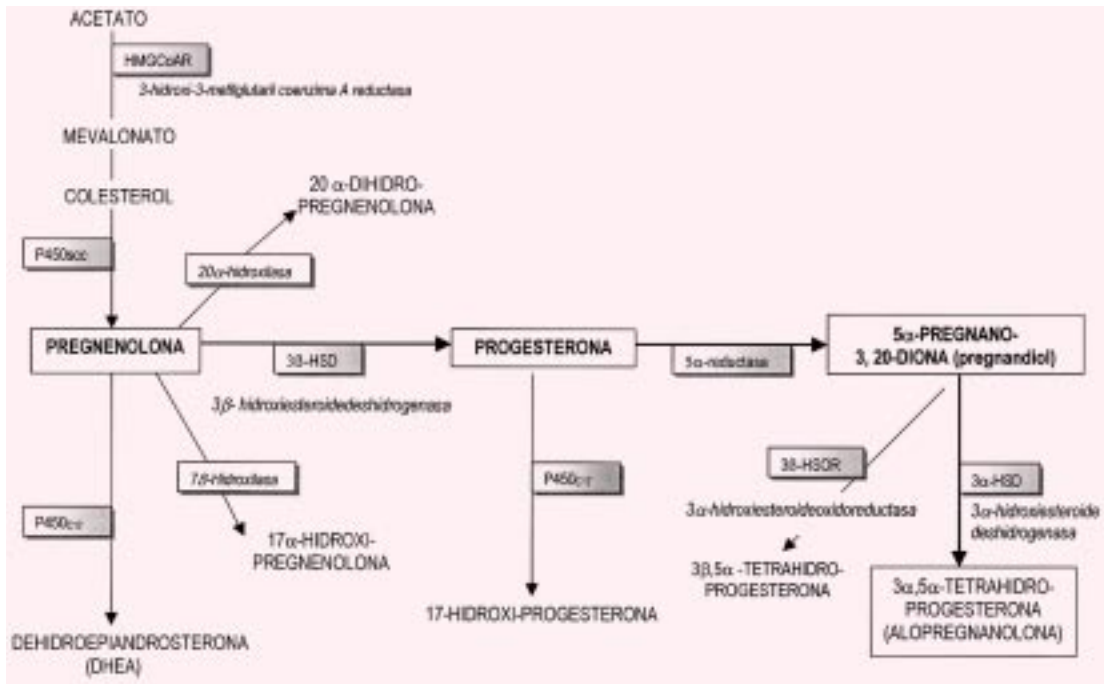 ACETATO
HMGCoAR
3-hidroxi-3-metilglutaril coenzima A reductasa
MEVALONATO
COLESTEROL
20 α-DIHIDRO-
PREGNENOLONA
P450scc
20α-hidroxilasa
PREGNENOLONA
3ß-HSD
3β- hidroxiesteroidedeshidrogenasa
PROGESTERONA
5α-reductasa
5α-PREGNANO-
3, 20-DIONA (pregnandiol)
7β-hidroxilasa
P450c17
17α-HIDROXI-
PREGNENOLONA
P450c17
17-HIDROXI-PROGESTERONA
3ß-HSOR
3α-hidroxiesteroideoxidoreductasa
3β,5α -TETRAHIDRO-
PROGESTERONA
3α-HSD
3α-hidroxiesteroide
deshidrogenasa
3α,5α-TETRAHIDRO-
PROGESTERONA
(ALOPREGNANOLONA)
DEHIDROEPIANDROSTERONA
(DHEA)